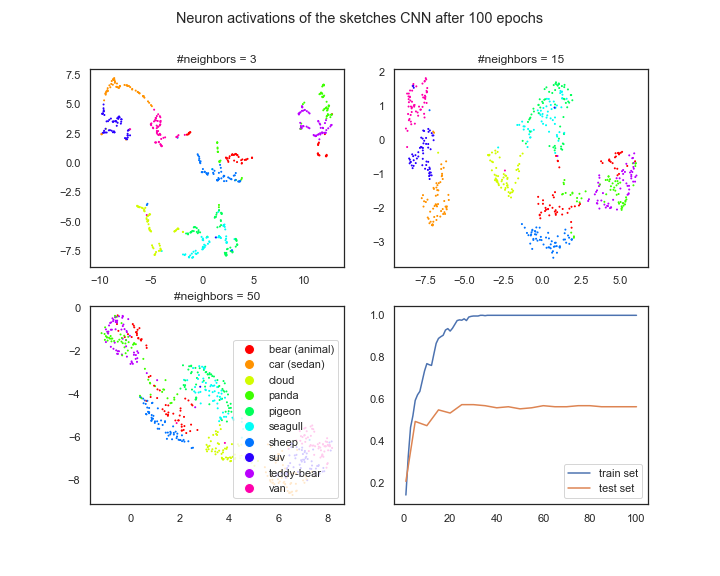 Neuron activations of the sketches CNN after 100 epochs
#neighbors = 3
7.5
5.0
2.5
0.0
−2.5
−5.0
−7.5
−10
−5
0
5
10
#neighbors = 15
2
1
0
−1
−2
−3
−7.5
−5.0
−2.5
0.0
2.5
5.0
#neighbors = 50
0
−2
−4
−6
−8
0
2
4
6
8
bear (animal)
car (sedan)
cloud
panda
pigeon
seagull
sheep
suv
teddy-bear
van
1.0
0.8
0.6
0.4
0.2
0
20
40
60
80
100
train set
test set